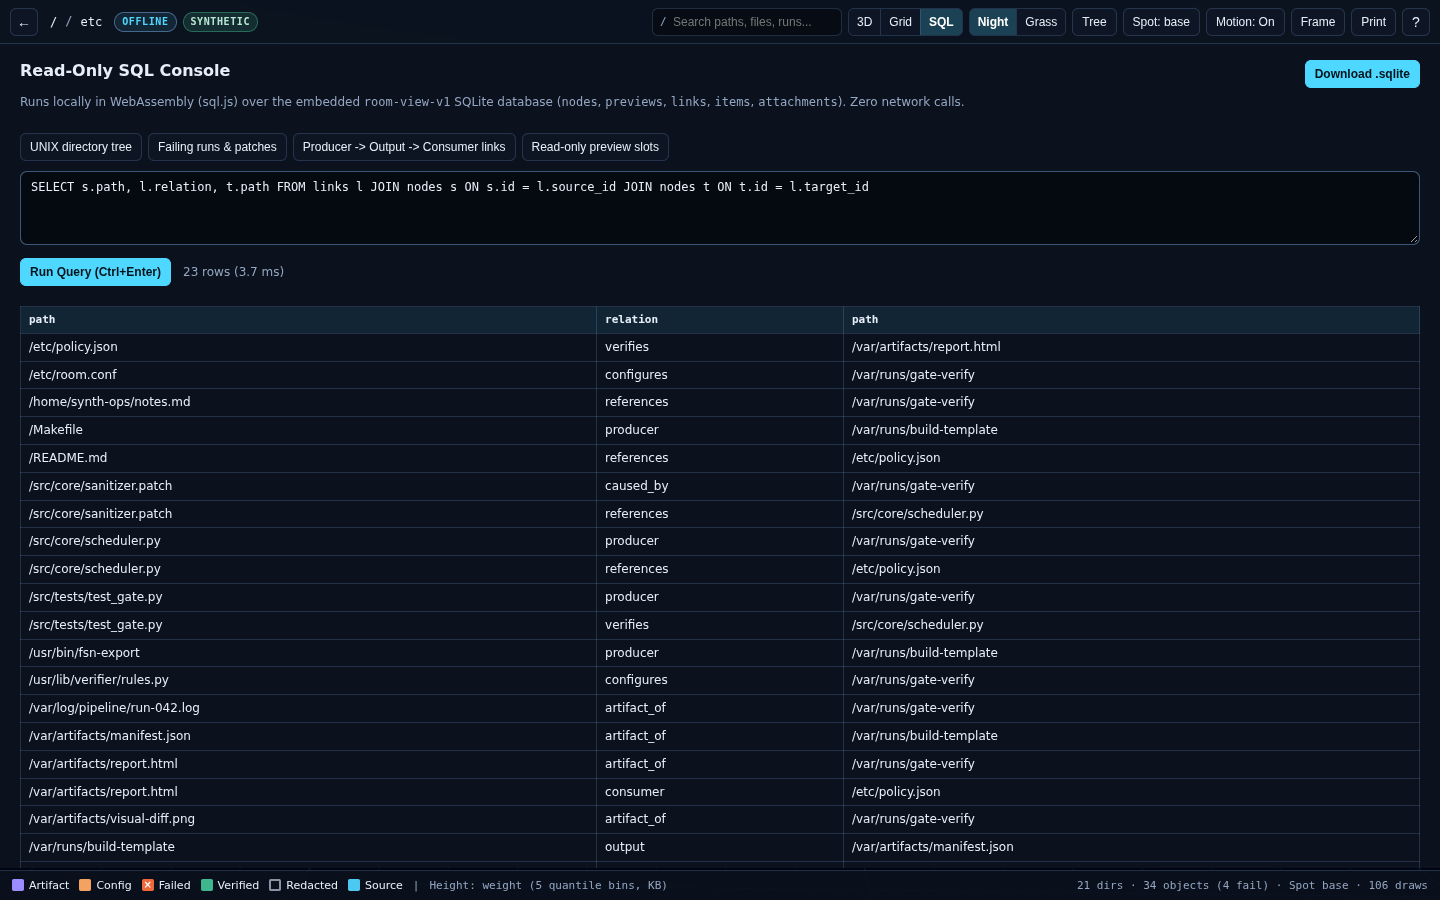 ← / / etc OFFLINE SYNTHETIC / Search paths, files, runs... 3D Grid SQL Night Grass Tree Spot: base Motion: On Frame Print ?
Read-Only SQL Console
Download .sqlite
Runs locally in WebAssembly (sql.js) over the embedded room-view-v1 SQLite database (nodes, previews, links, items, attachments). Zero network calls.
UNIX directory tree Failing runs & patches Producer -> Output -> Consumer links Read-only preview slots
SELECT s.path, l.relation, t.path FROM links l JOIN nodes s ON s.id = l.source_id JOIN nodes t ON t.id = l.target_id
Run Query (Ctrl+Enter) 23 rows (3.7 ms)
path relation path
/etc/policy.json verifies /var/artifacts/report.html
/etc/room.conf configures /var/runs/gate-verify
/home/synth-ops/notes.md references /var/runs/gate-verify
/Makefile producer /var/runs/build-template
/README.md references /etc/policy.json
/src/core/sanitizer.patch caused_by /var/runs/gate-verify
/src/core/sanitizer.patch references /src/core/scheduler.py
/src/core/scheduler.py producer /var/runs/gate-verify
/src/core/scheduler.py references /etc/policy.json
/src/tests/test_gate.py producer /var/runs/gate-verify
/src/tests/test_gate.py verifies /src/core/scheduler.py
/usr/bin/fsn-export producer /var/runs/build-template
/usr/lib/verifier/rules.py configures /var/runs/gate-verify
/var/log/pipeline/run-042.log artifact_of /var/runs/gate-verify
/var/artifacts/manifest.json artifact_of /var/runs/build-template
/var/artifacts/report.html artifact_of /var/runs/gate-verify
/var/artifacts/report.html consumer /etc/policy.json
/var/artifacts/visual-diff.png artifact_of /var/runs/gate-verify
/var/runs/build-template output /var/artifacts/manifest.json
Artifact Config Failed Verified Redacted Source | Height: weight (5 quantile bins, KB) 21 dirs · 34 objects (4 fail) · Spot base · 106 draws